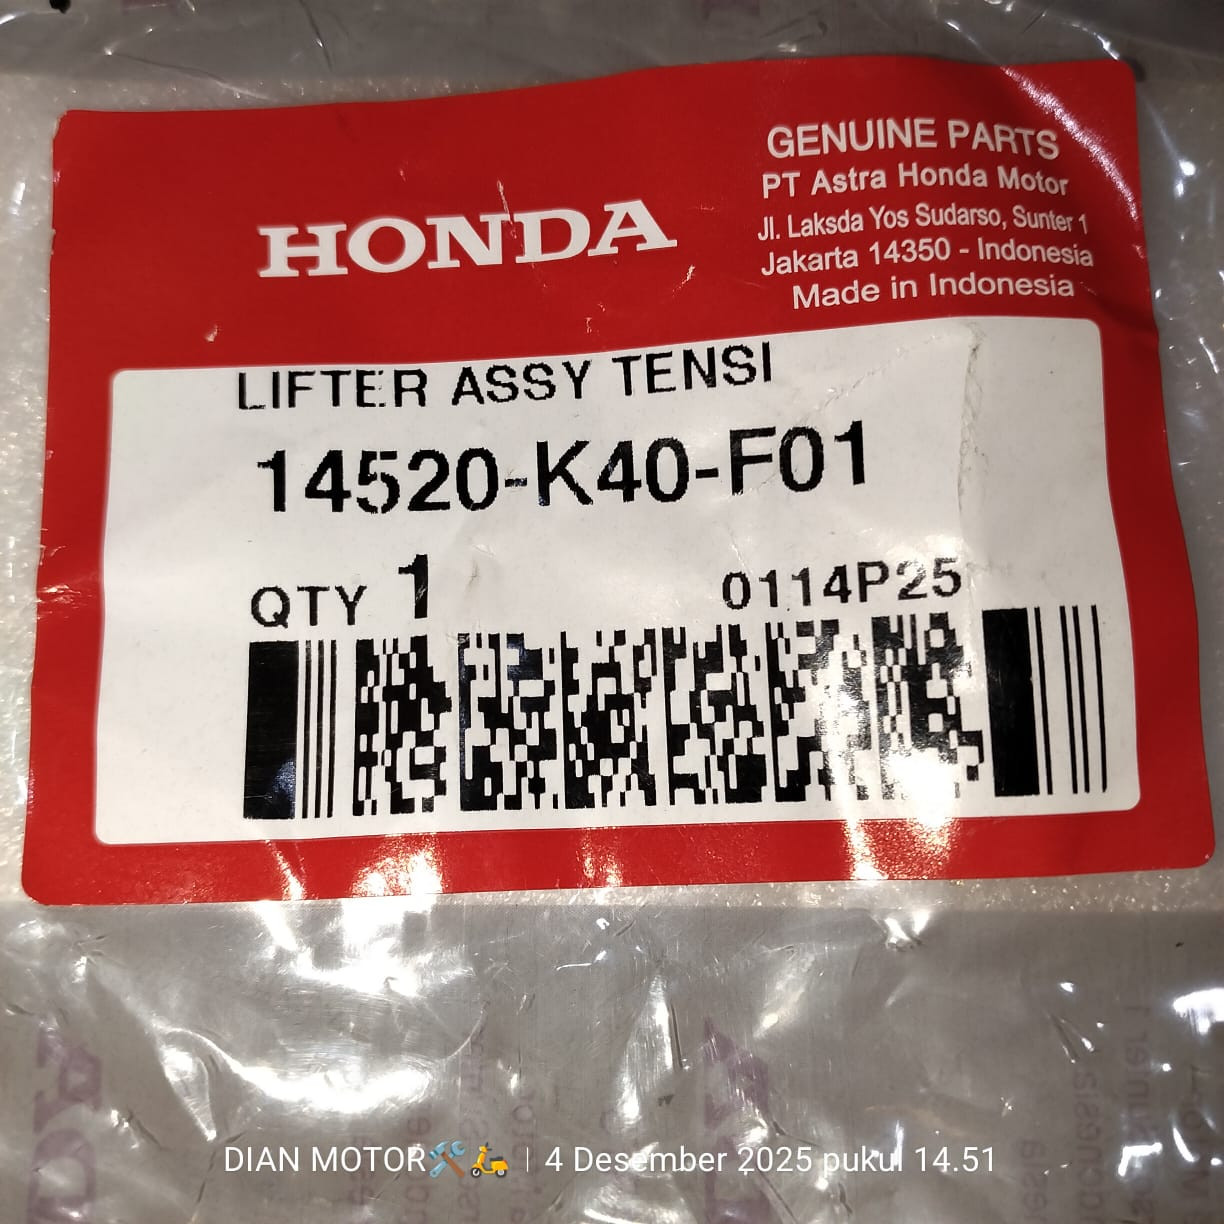 GENUINE PARTS
PT Astra Honda Motor
Jl. Laksda Yos Sudarso, Sunter 1
Jakarta 14350 - Indonesia
Made in Indonesia
HONDA
LIFTER ASSY TENSI
14520-K40-F01
QTY 1
0114P25
DIAN MOTOR🛠️🛵 | 4 Desember 2025 pukul 14.51